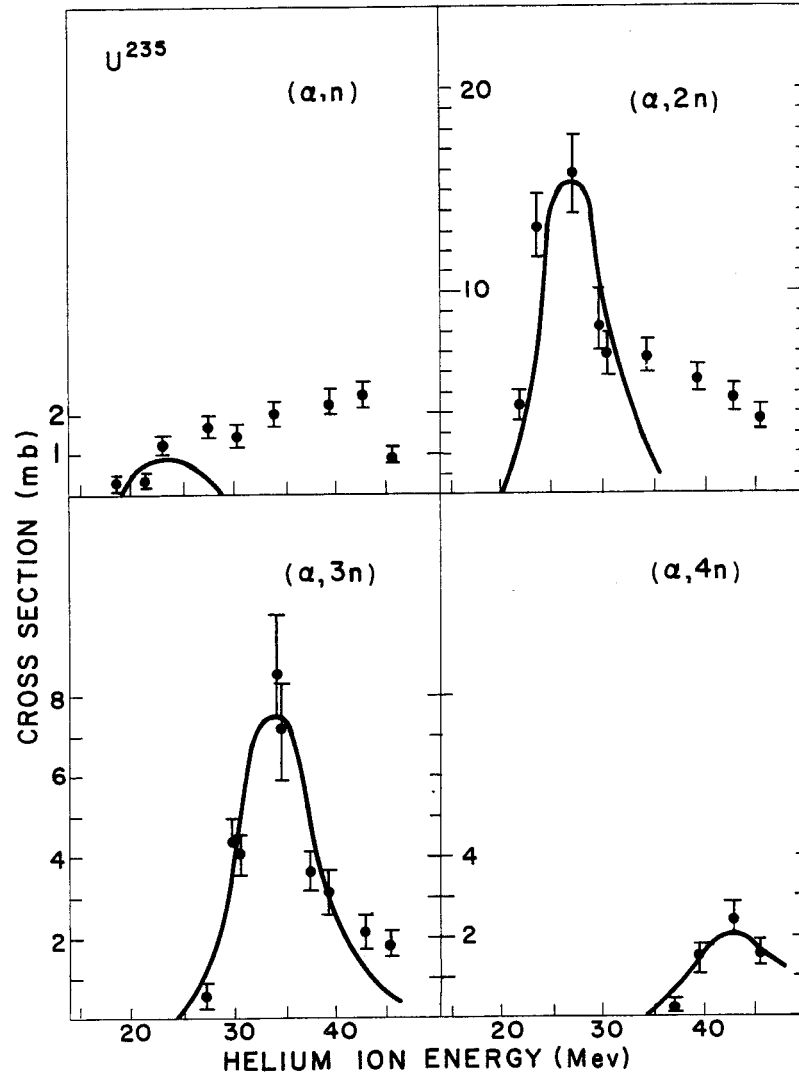 U²³⁵
(α,n)
(α,2n)
20
10
2
1
(α,3n)
(α,4n)
8
6
4
2
4
2
20 30 40 20 30 40
CROSS SECTION (mb)
HELIUM ION ENERGY (Mev)